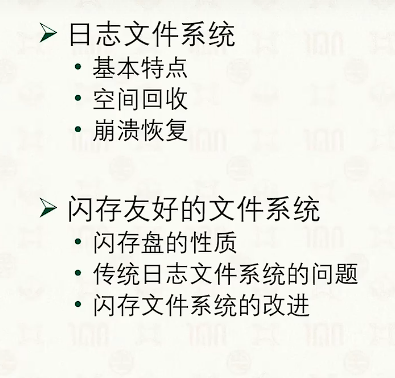 ➢ 日志文件系统
• 基本特点
• 空间回收
• 崩溃恢复
➢ 闪存友好的文件系统
• 闪存盘的性质
• 传统日志文件系统的问题
• 闪存文件系统的改进